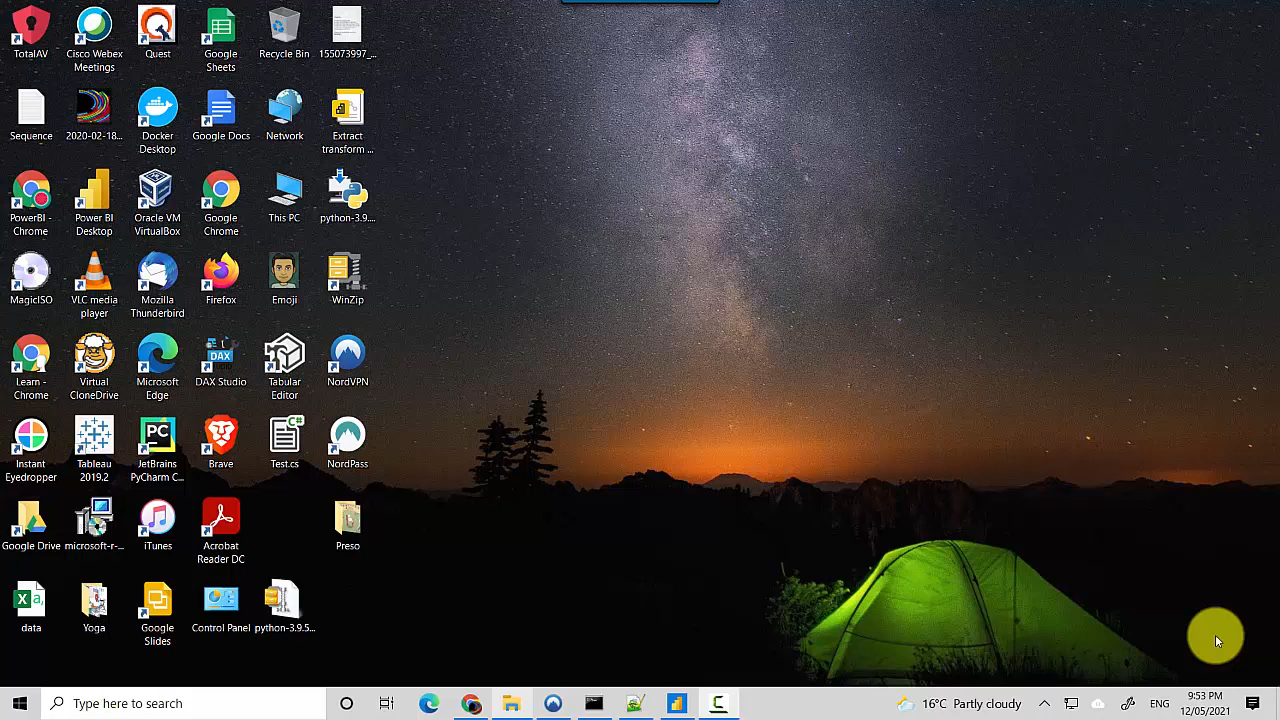 TotalAV
Cisco Webex
Meetings
Quest
Google
Sheets
Recycle Bin
155073997_...
Sequence
2020-02-18...
Docker
Desktop
Google Docs
Network
Extract
transform ...
PowerBI -
Chrome
Power BI
Desktop
Oracle VM
VirtualBox
Google
Chrome
This PC
python-3.9....
MagicISO
VLC media
player
Mozilla
Thunderbird
Firefox
Emoji
WinZip
Learn -
Chrome
Virtual
CloneDrive
Microsoft
Edge
DAX
DAX Studio
Tabular
Editor
NordVPN
Instant
Eyedropper
Tableau
2019.2
PC
JetBrains
PyCharm C...
Brave
C#
Test.cs
NordPass
Google Drive
microsoft-r-...
iTunes
Acrobat
Reader DC
Preso
X a,
data
Yoga
Google
Slides
Control Panel
python-3.9.5...
Type here to search
16°C Partly cloudy
ENG
9:53 PM
12/05/2021